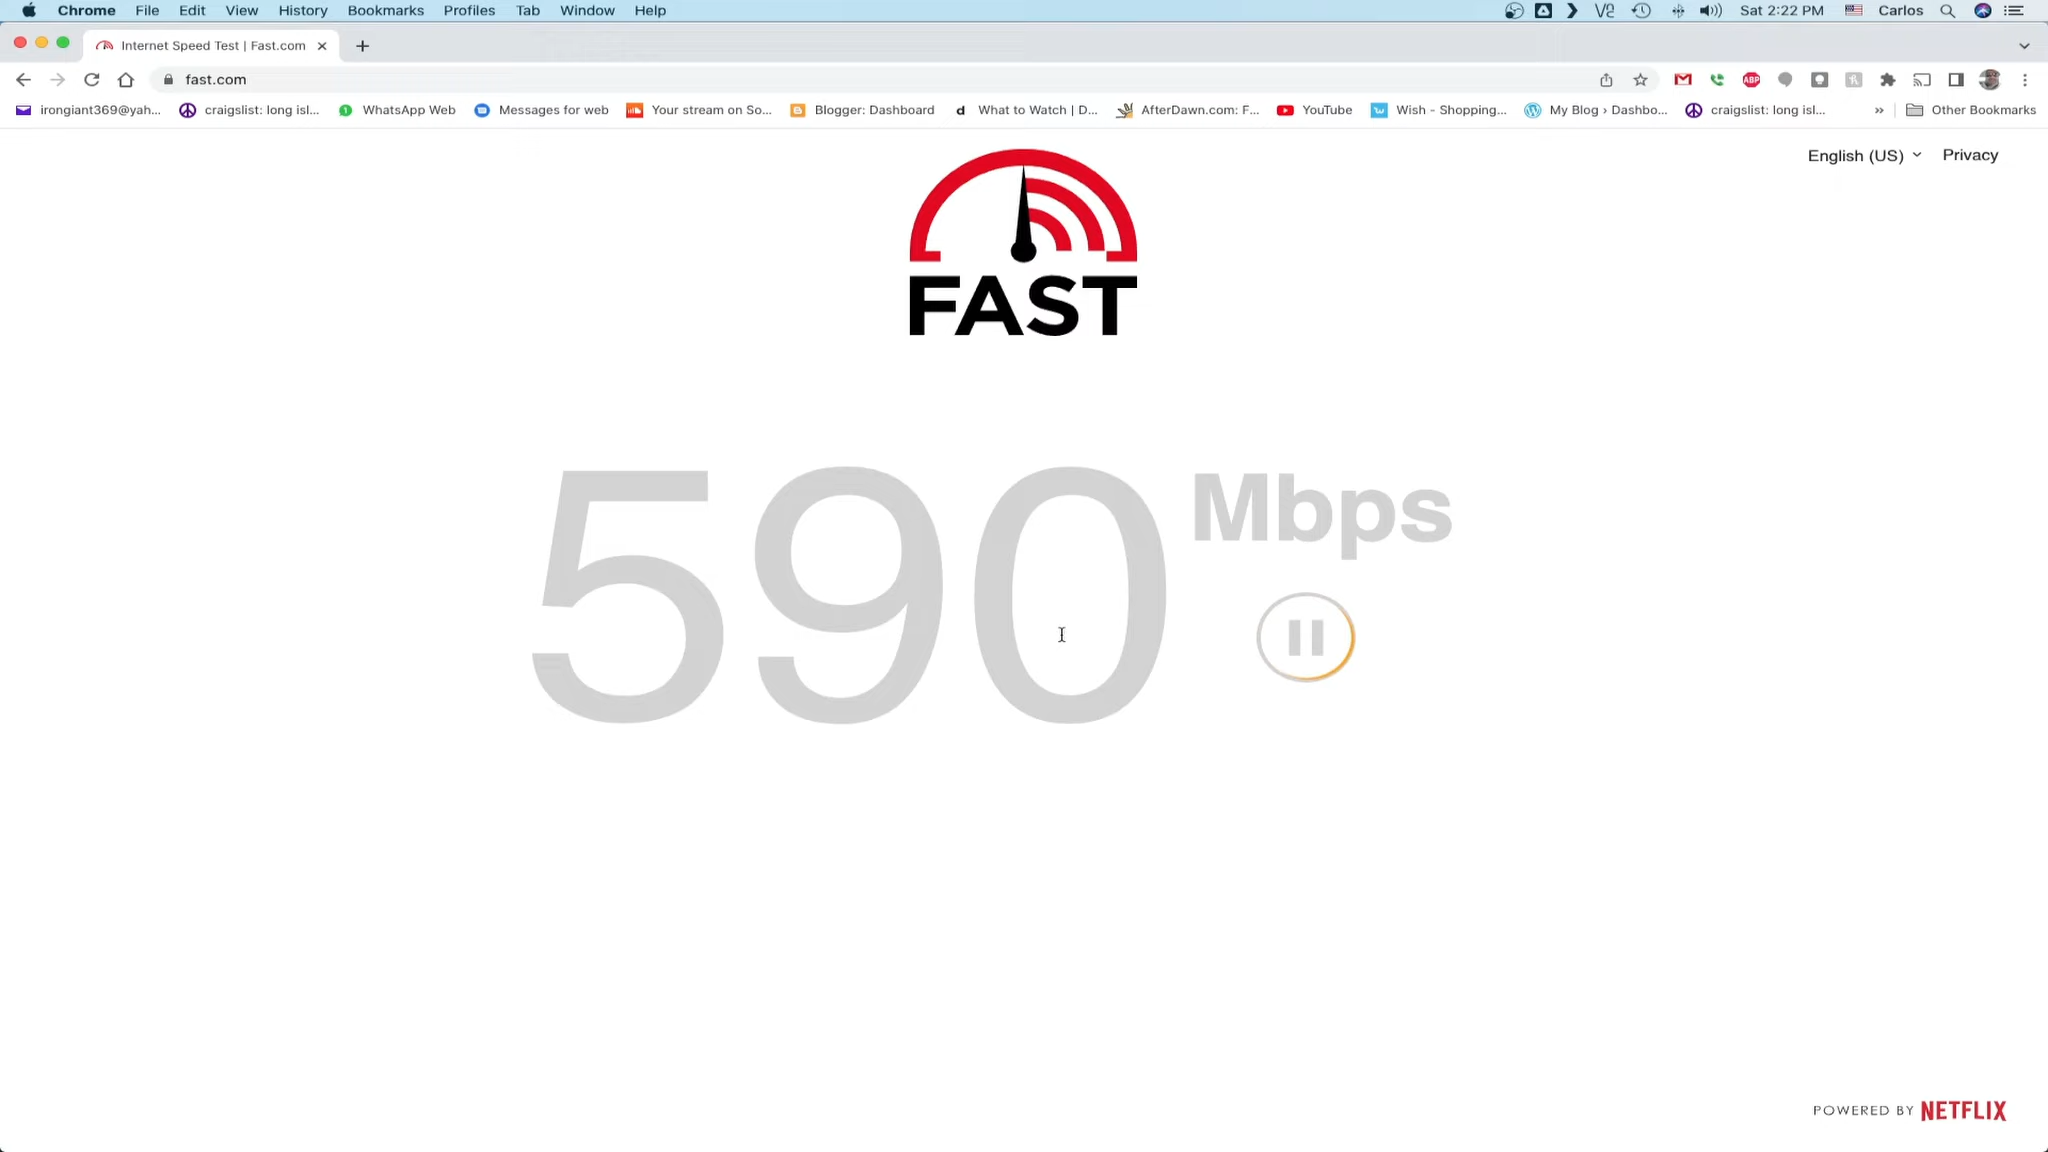 Chrome File Edit View History Bookmarks Profiles Tab Window Help Sat 2:22 PM Carlos
Internet Speed Test | Fast.com
fast.com
irongiant369@yah... craigslist: long isl... WhatsApp Web Messages for web Your stream on So... Blogger: Dashboard d What to Watch | D... AfterDawn.com: F... YouTube Wish - Shopping... My Blog › Dashbo... craigslist: long isl... » Other Bookmarks
English (US) Privacy
FAST
590 Mbps
POWERED BY NETFLIX